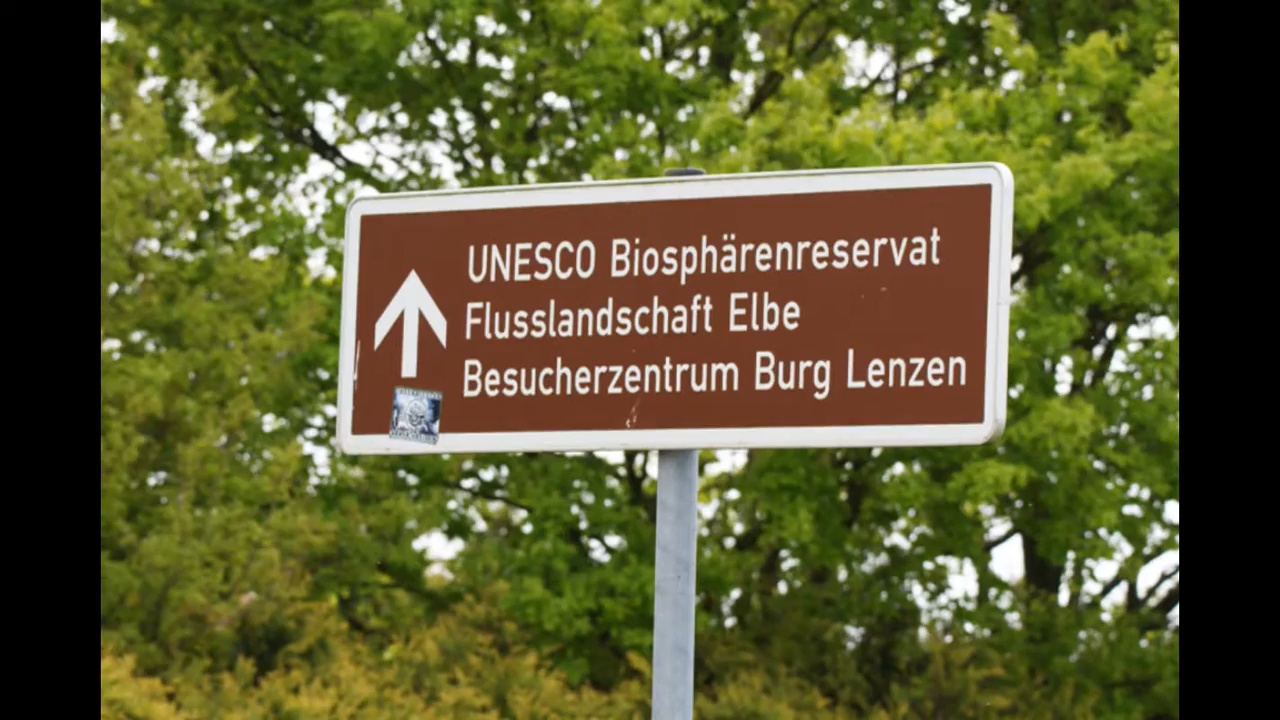 UNESCO Biosphärenreservat
Flusslandschaft Elbe
Besucherzentrum Burg Lenzen